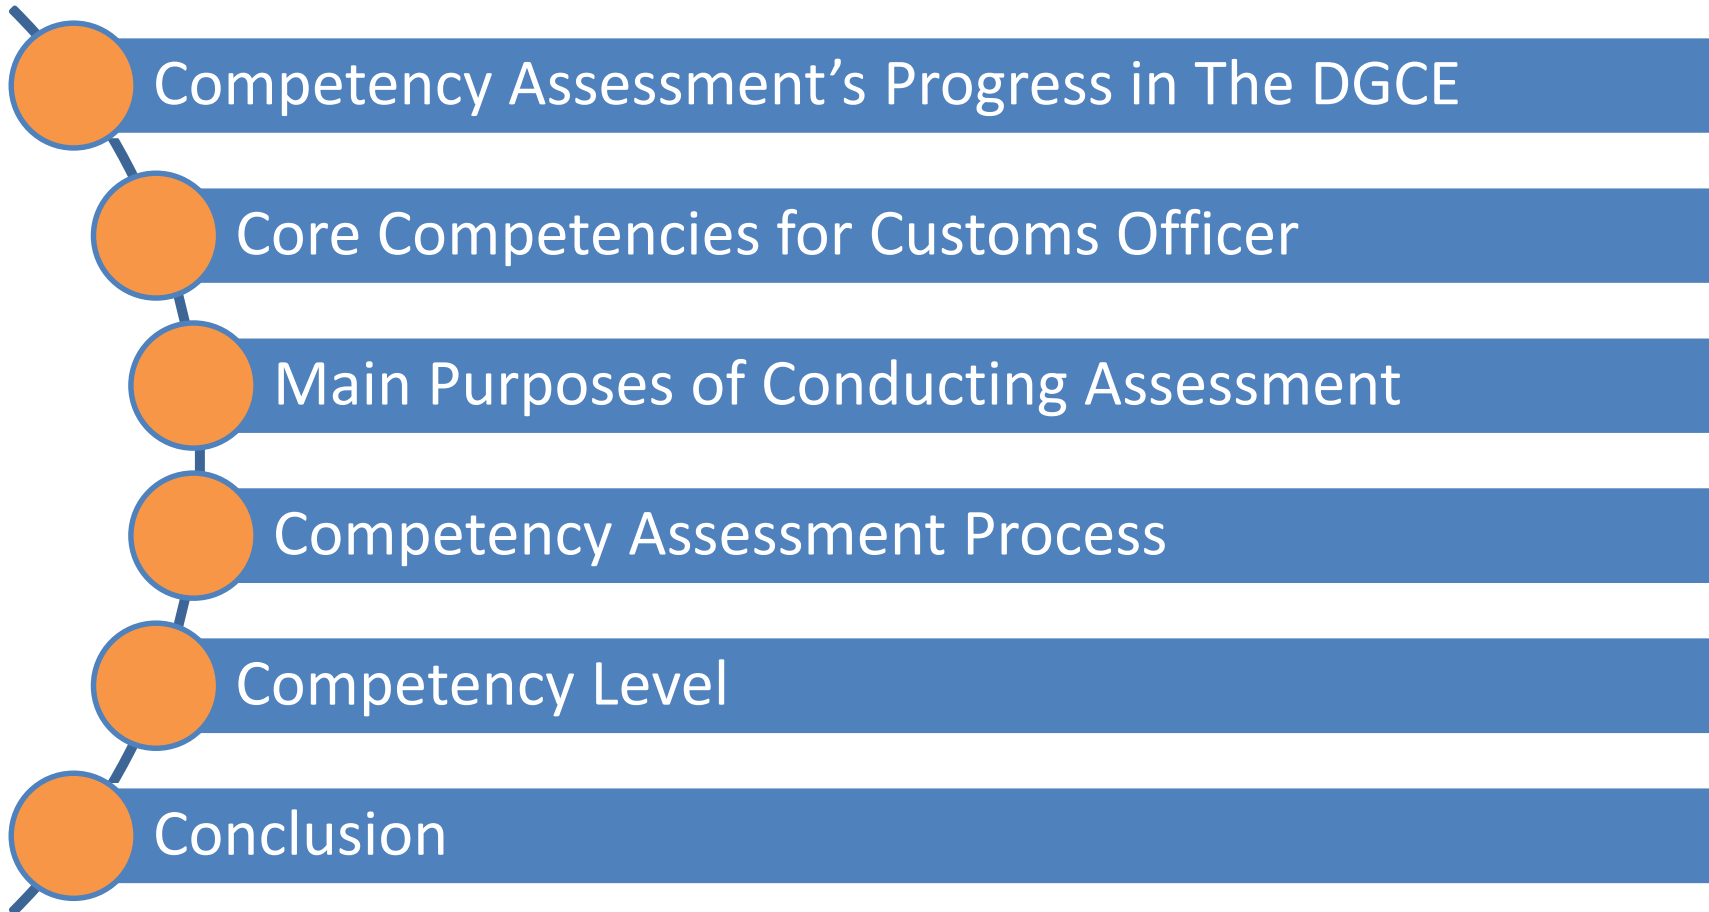 Competency Assessment’s Progress in The DGCE
Core Competencies for Customs Officer
Main Purposes of Conducting Assessment
Competency Assessment Process
Competency Level
Conclusion